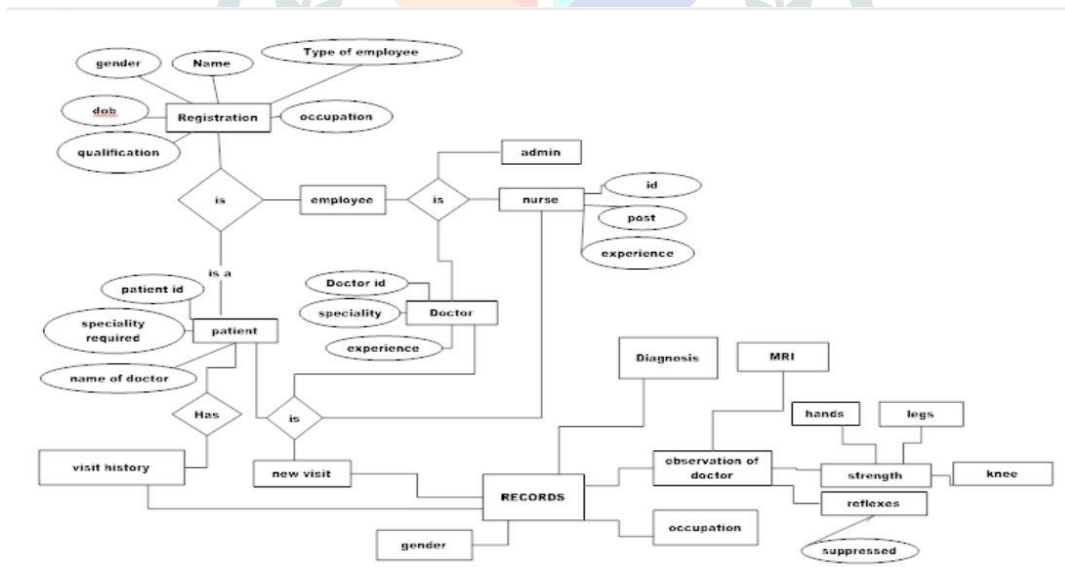 Type of employee
gender
Name
dob
Registration
occupation
qualification
admin
is
employee
is
nurse
id
post
experience
is a
patient id
Doctor id
speciality
Doctor
speciality
required
patient
experience
name of doctor
Diagnosis
MRI
Has
is
hands
legs
visit history
new visit
observation of
doctor
strength
knee
RECORDS
reflexes
occupation
gender
suppressed